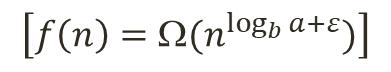 [f(n) = Ω(n^{log_b a+ε})]